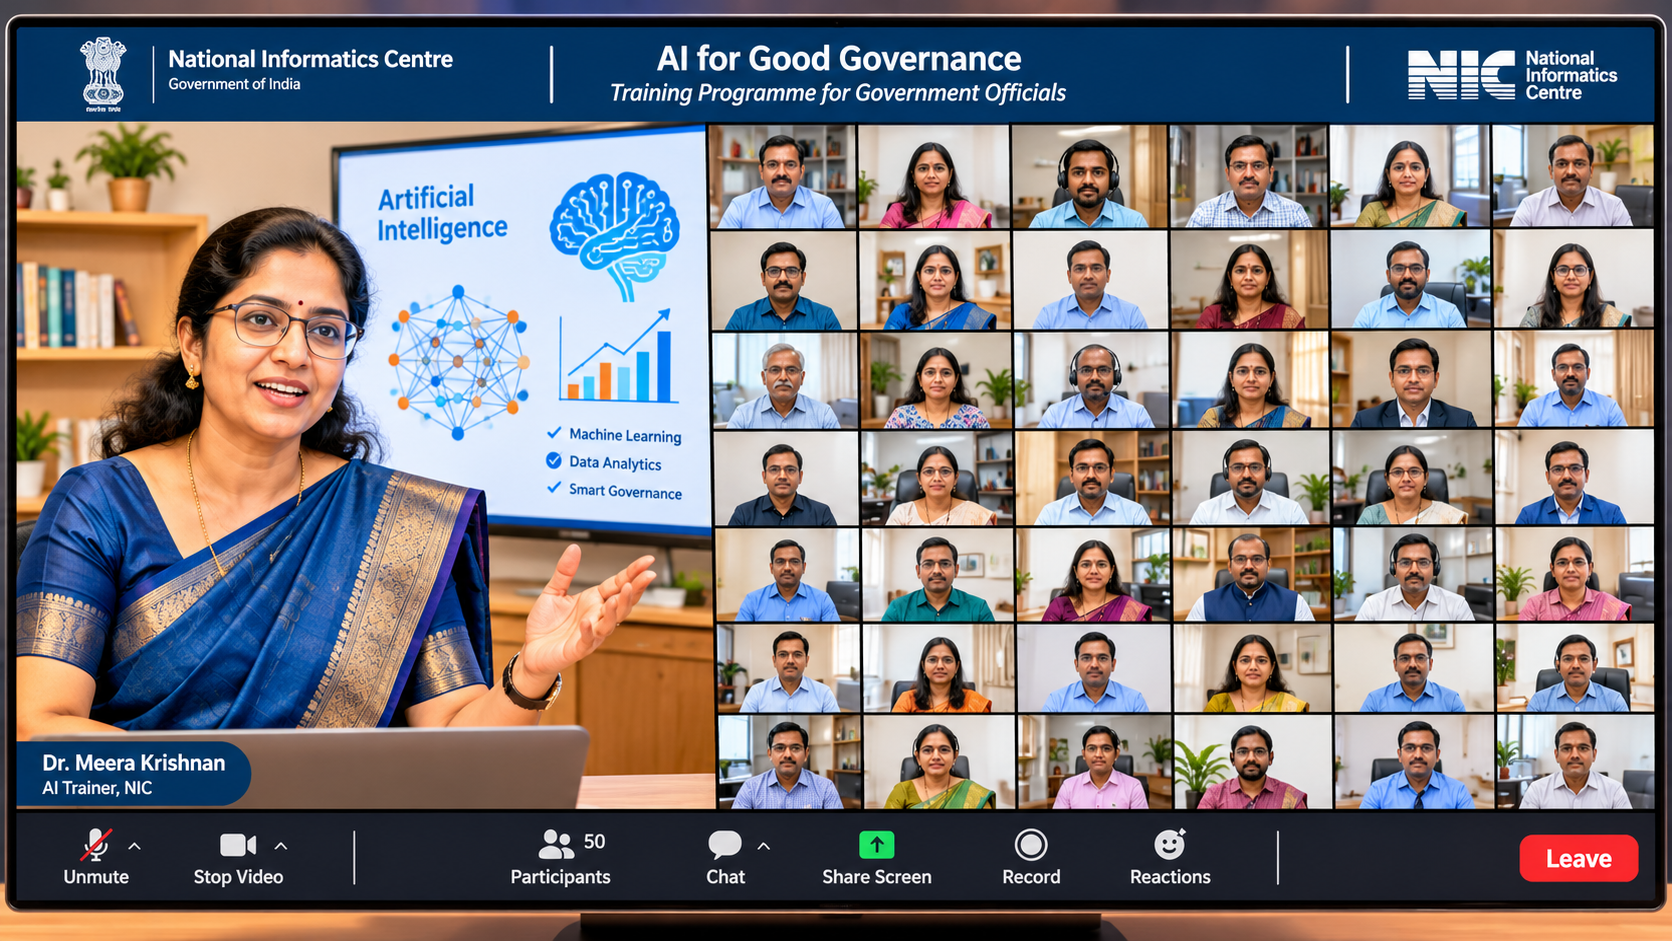 National Informatics Centre
Government of India
AI for Good Governance
Training Programme for Government Officials
NIC
National
Informatics
Centre
Artificial
Intelligence
Machine Learning
Data Analytics
Smart Governance
Dr. Meera Krishnan
AI Trainer, NIC
Unmute
Stop Video
50
Participants
Chat
Share Screen
Record
Reactions
Leave